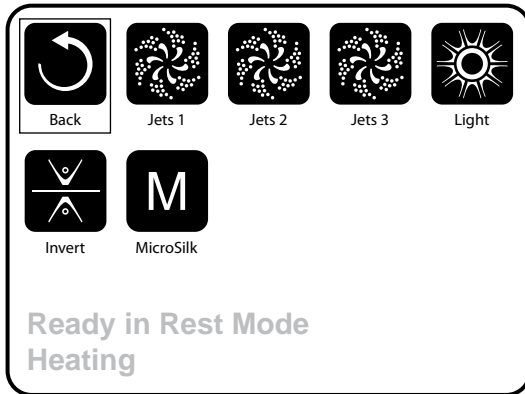 Back Jets 1 Jets 2 Jets 3 Light
M
Invert MicroSilk
Ready in Rest Mode
Heating